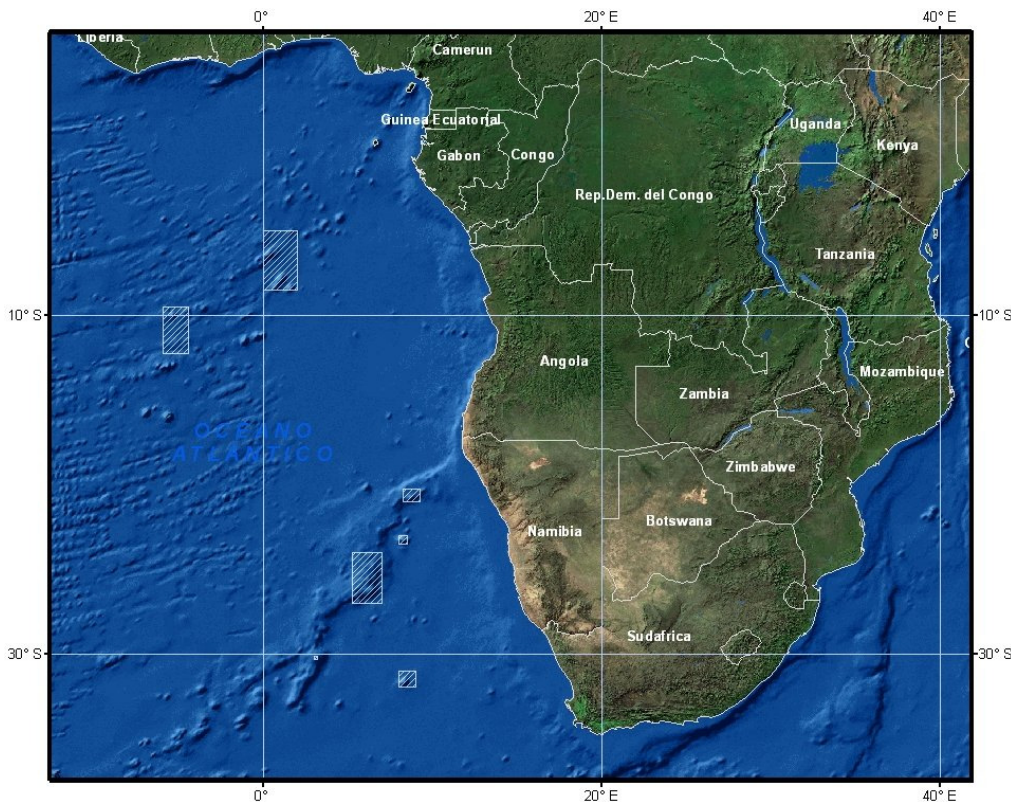 0°
20° E
40° E
Liberia
Camerun
Guinea Ecuatorial
Uganda
Kenya
Gabon
Congo
Rep.Dem. del Congo
Tanzania
10° S
10° S
Angola
Mozambique
Zambia
OCEANO
ATLANTICO
Zimbabwe
Namibia
Botswana
Sudafrica
30° S
30° S
0°
20° E
40° E